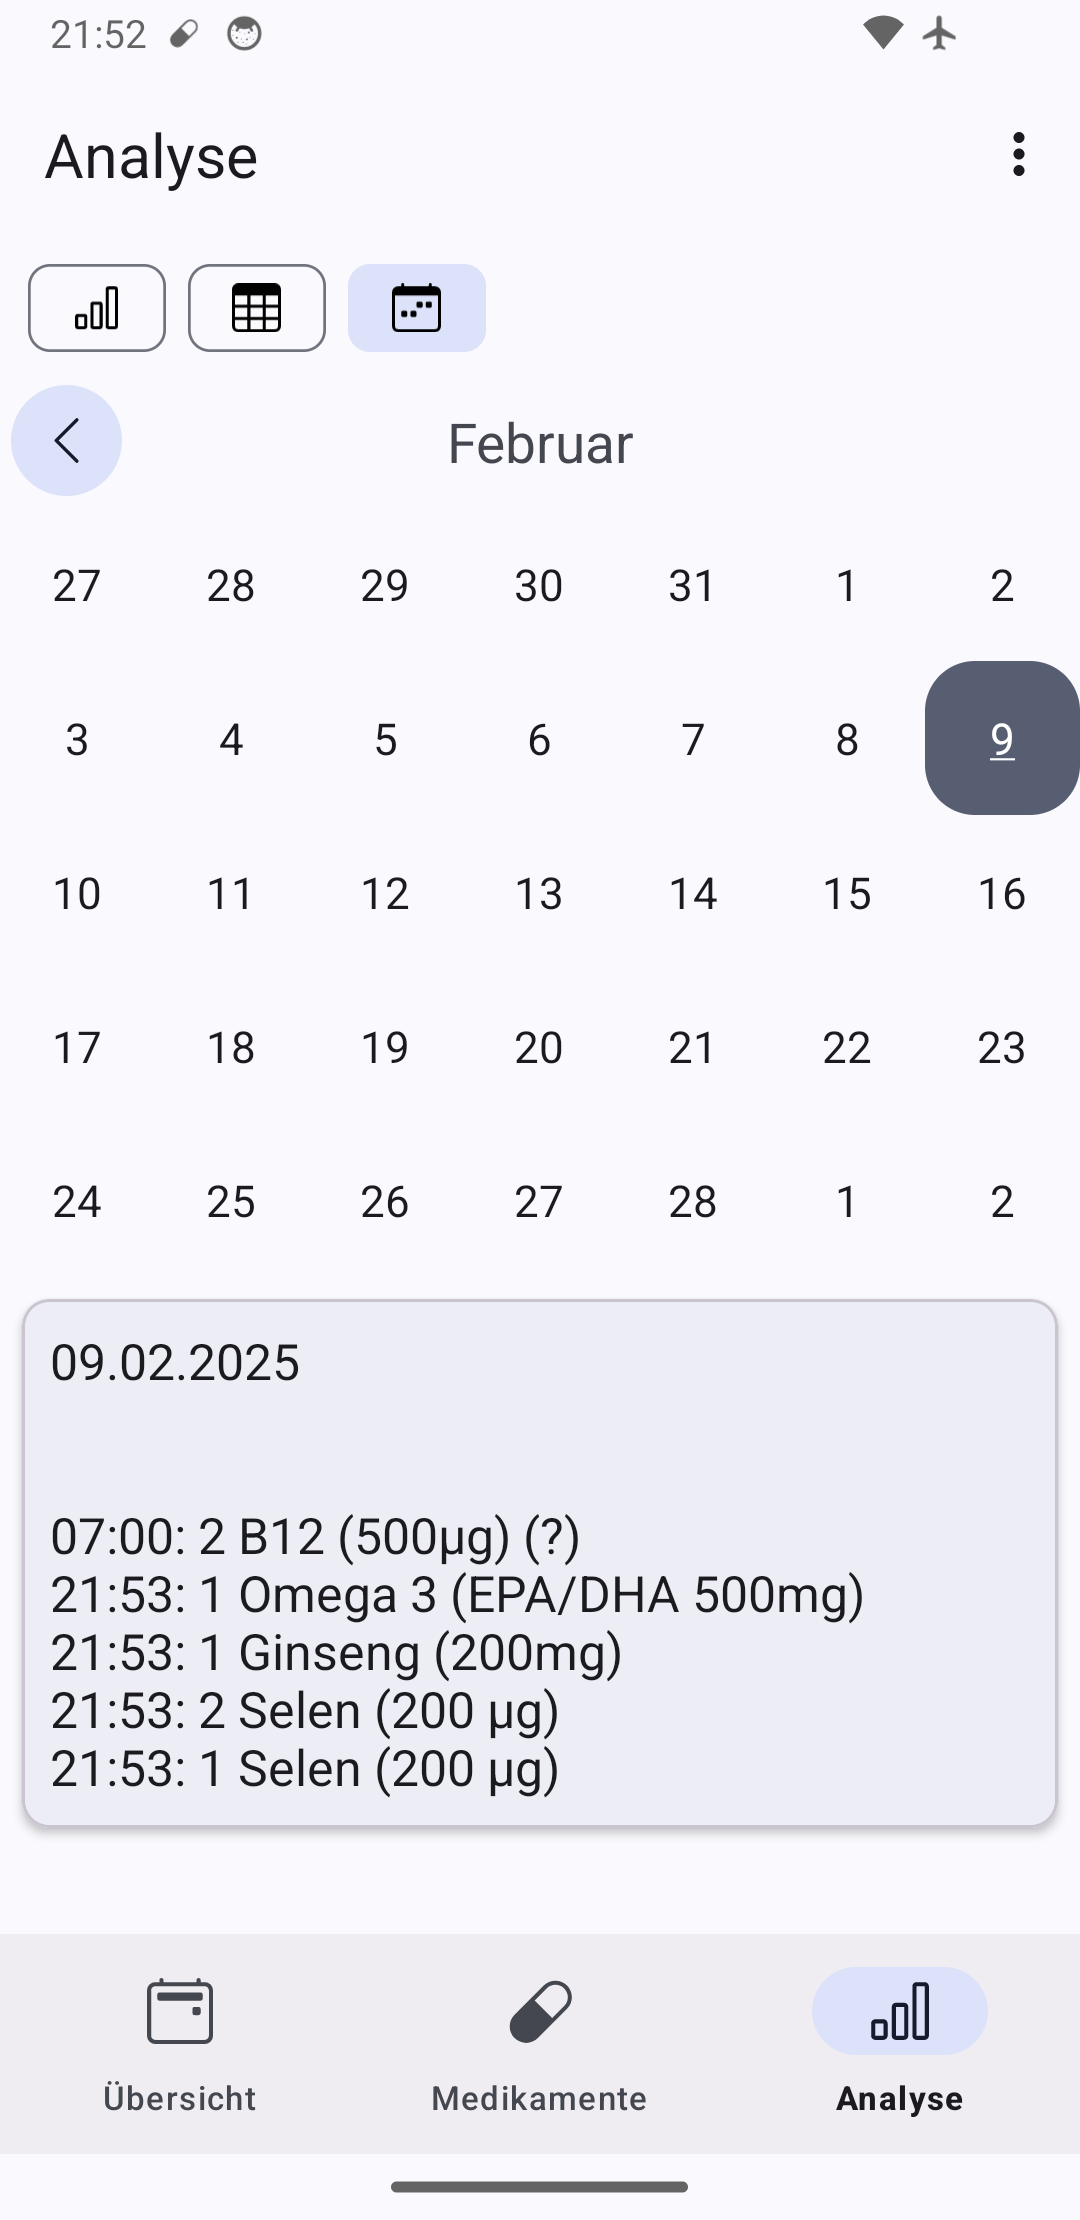 21:52
Analyse
Februar
27 28 29 30 31 1 2
3 4 5 6 7 8 9
10 11 12 13 14 15 16
17 18 19 20 21 22 23
24 25 26 27 28 1 2
09.02.2025
07:00: 2 B12 (500µg) (?)
21:53: 1 Omega 3 (EPA/DHA 500mg)
21:53: 1 Ginseng (200mg)
21:53: 2 Selen (200 µg)
21:53: 1 Selen (200 µg)
Übersicht Medikamente Analyse